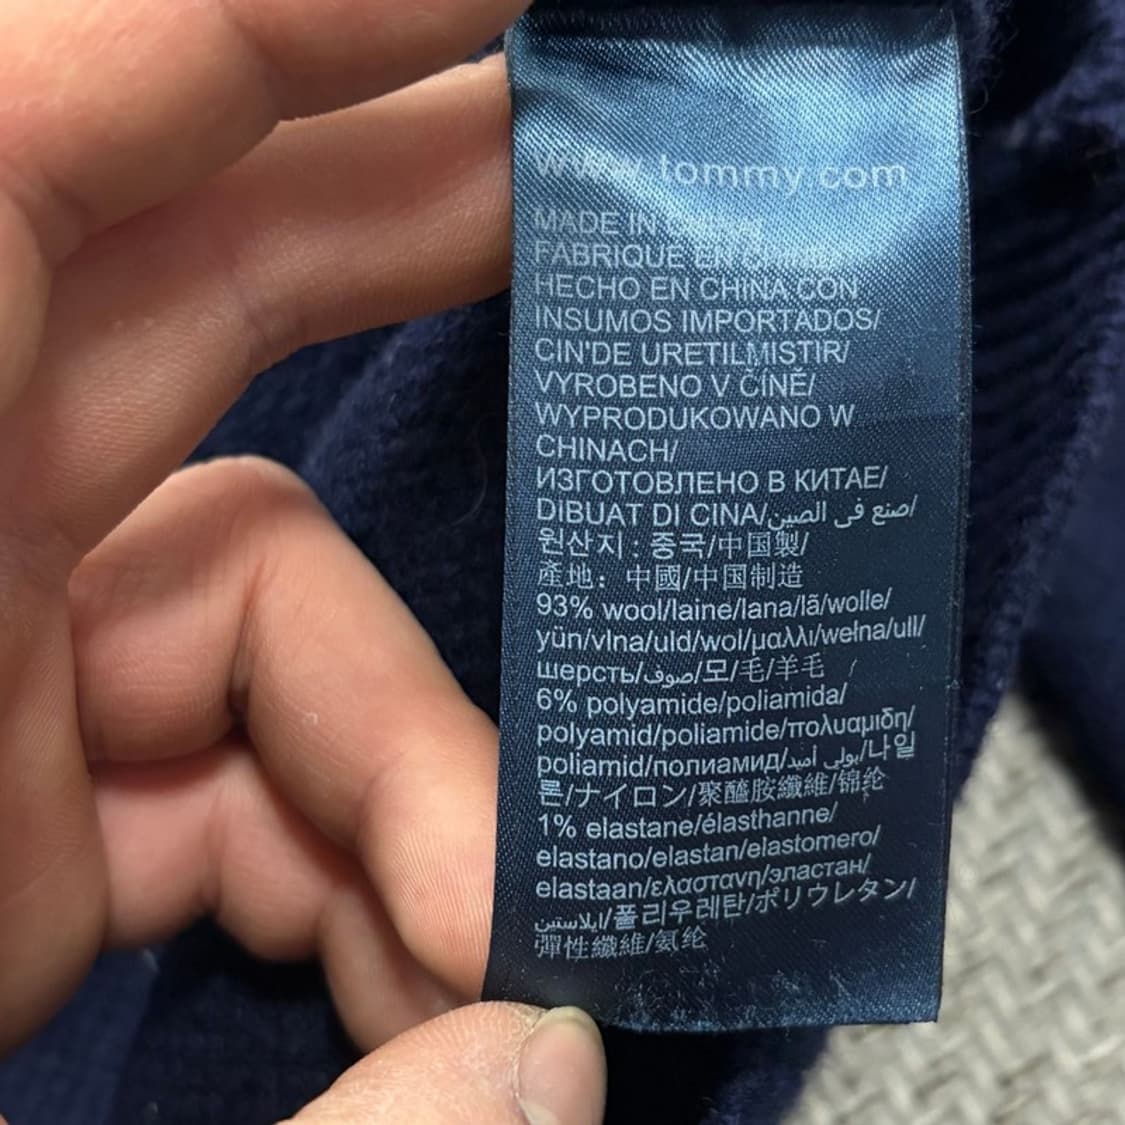 www.tommy.com
MADE IN CHINA/
FABRIQUÉ EN CHINE/
HECHO EN CHINA CON
INSUMOS IMPORTADOS/
CIN'DE URETILMISTIR/
VYROBENO V ČÍNĚ/
WYPRODUKOWANO W
CHINACH/
ИЗГОТОВЛЕНО В КИТАЕ/
DIBUAT DI CINA/صنع في الصين/
원산지 : 중국/中国製/
產地： 中國/中国制造
93% wool/laine/lana/lã/wolle/
yün/vlna/uld/wol/μαλλι/wełna/ull/
шерсть/صوف/모/毛/羊毛
6% polyamide/poliamida/
polyamid/poliamide/πολυαμιδη/
poliamid/полиамид/بولي أميد/나일
론/ナイロン/聚醯胺纖維/锦纶
1% elastane/élasthanne/
elastano/elastan/elastomero/
elastaan/ελαστανη/эластан/
ايلاستين/폴리우레탄/ポリウレタン/
彈性纖維/氨纶